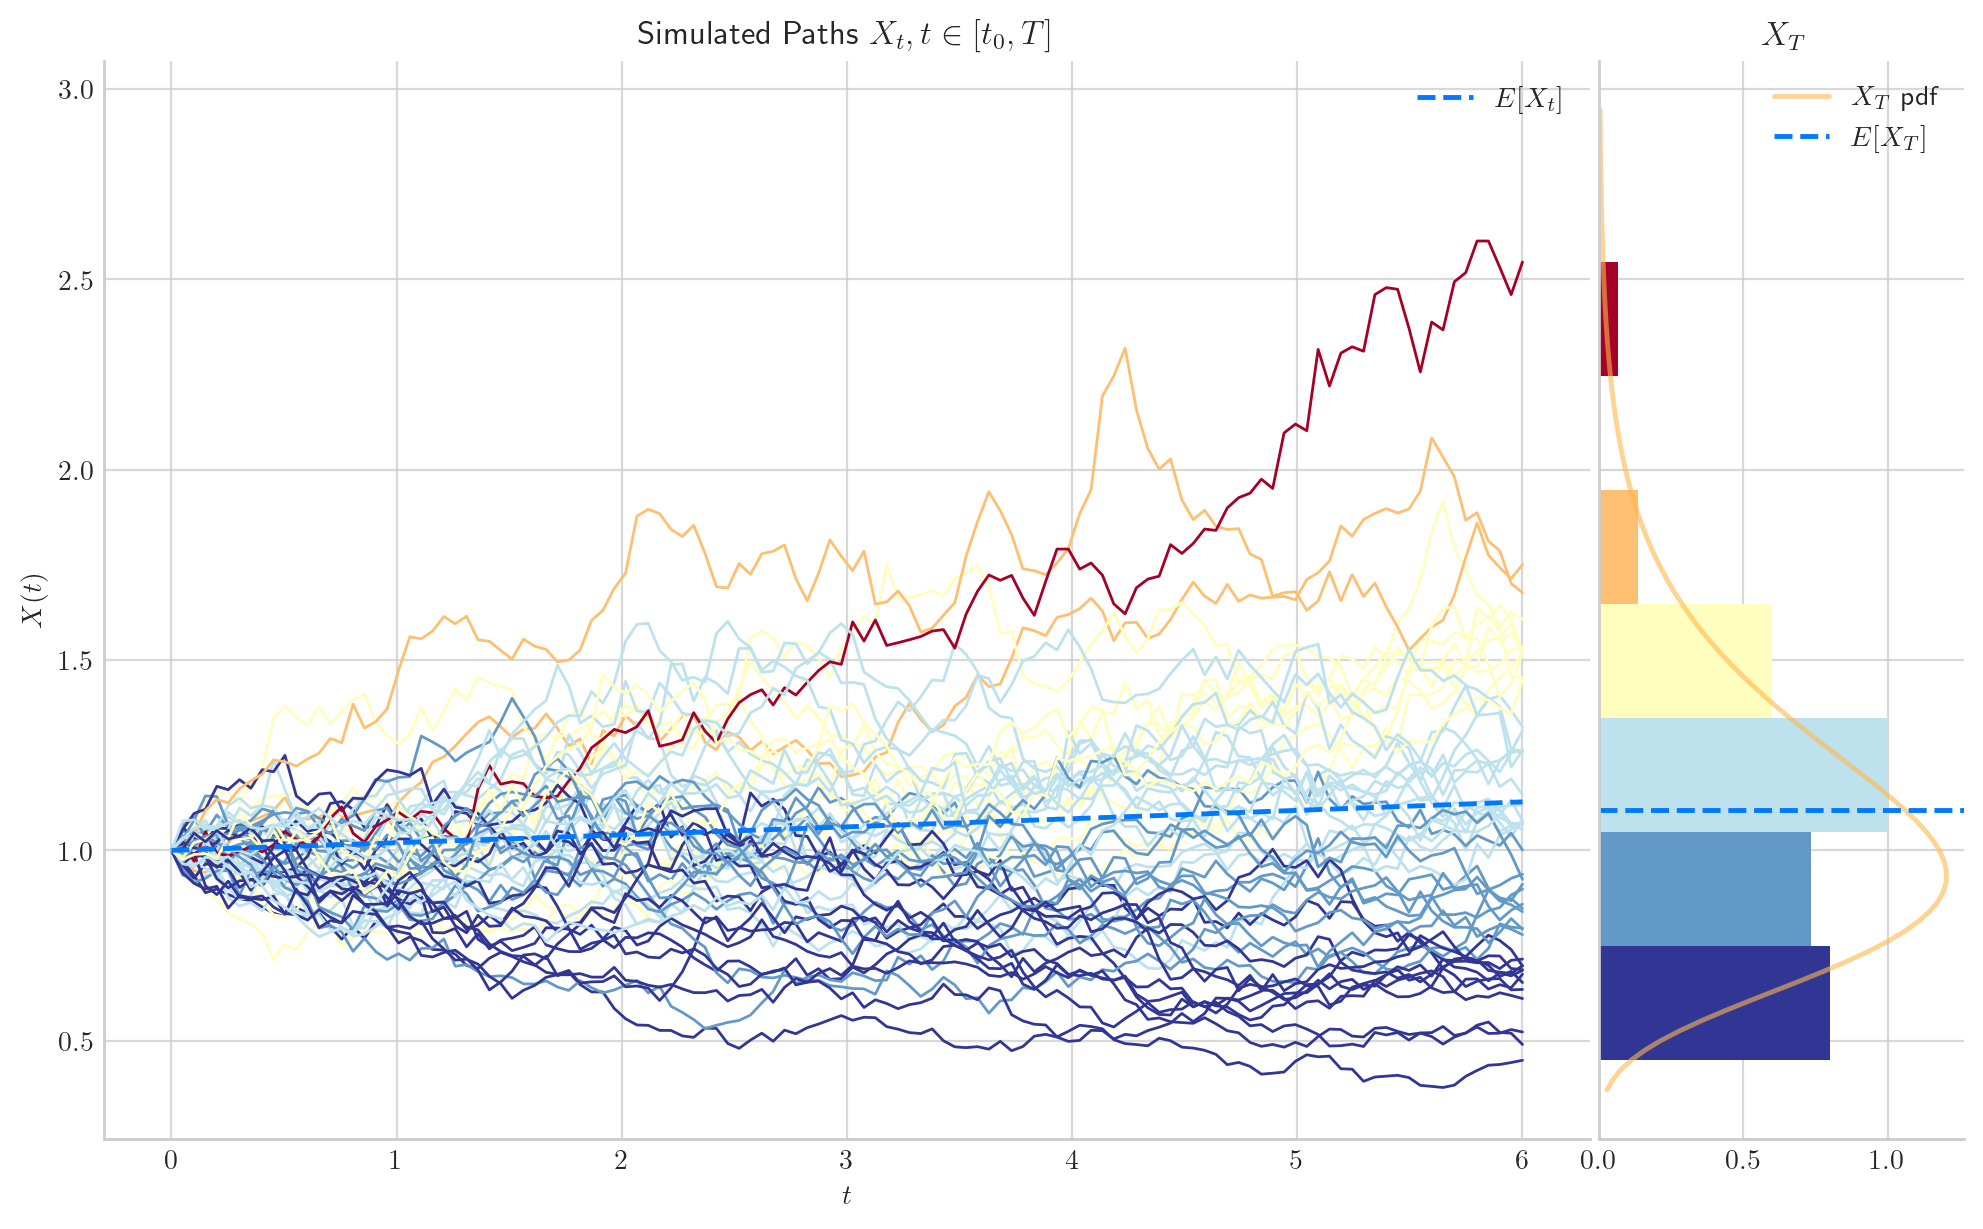 Simulated Paths $X_t, t \in [t_0, T]$
$X_T$
3.0
2.5
2.0
1.5
1.0
0.5
$X(t)$
$E[X_t]$
$X_T$ pdf
$E[X_T]$
0 1 2 3 4 5 6
$t$
0.0 0.5 1.0